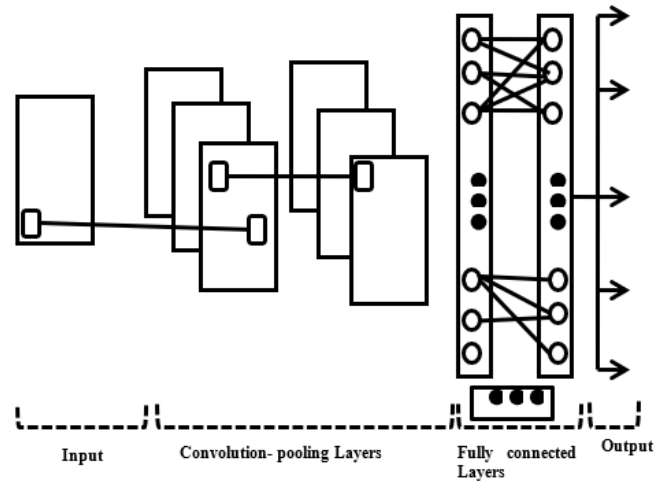 Input
Convolution- pooling Layers
Fully connected
Layers
Output